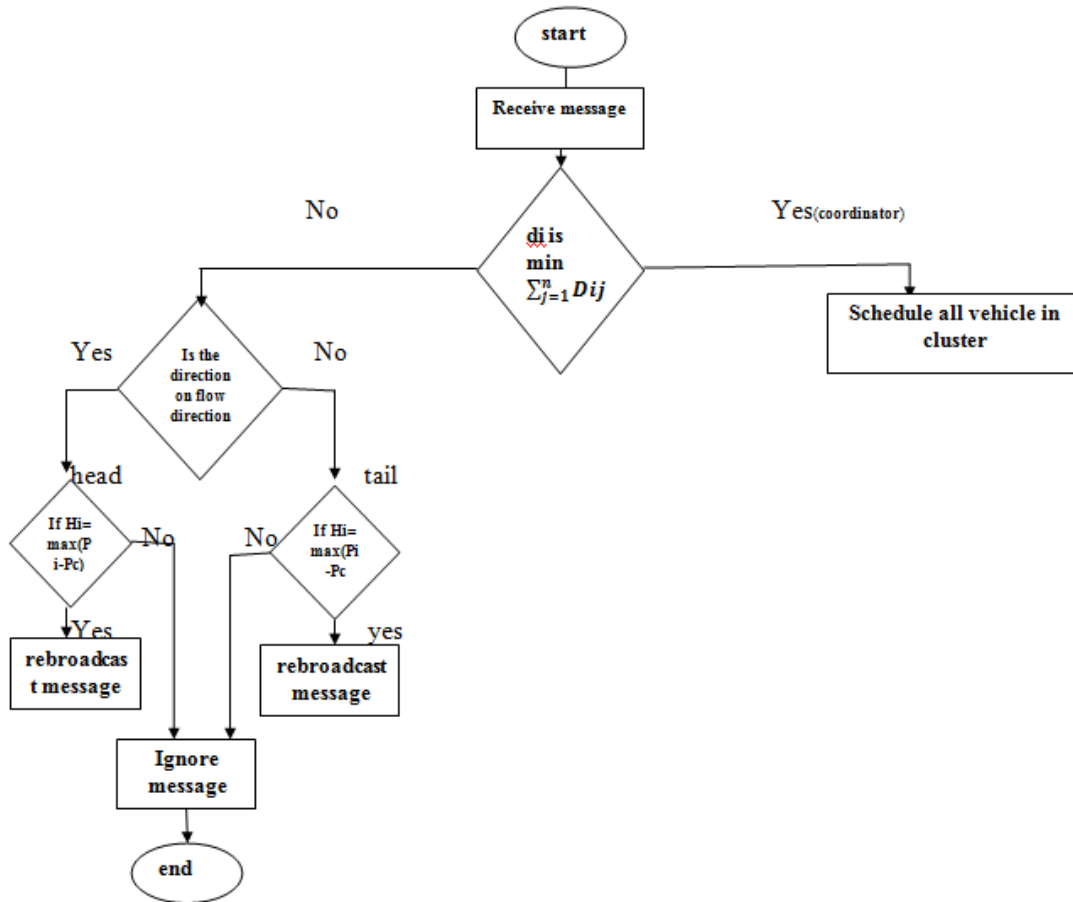 start
Receive message
No
Yes(coordinator)
di is
min
∑ⁿⱼ₌₁ Dij
Schedule all vehicle in
cluster
Yes
Is the
direction
on flow
direction
No
head
tail
If Hi=
max(P
i-Pc)
No
No
If Hi=
max(Pi
-Pc
Yes
yes
rebroadcas
t message
rebroadcast
message
Ignore
message
end